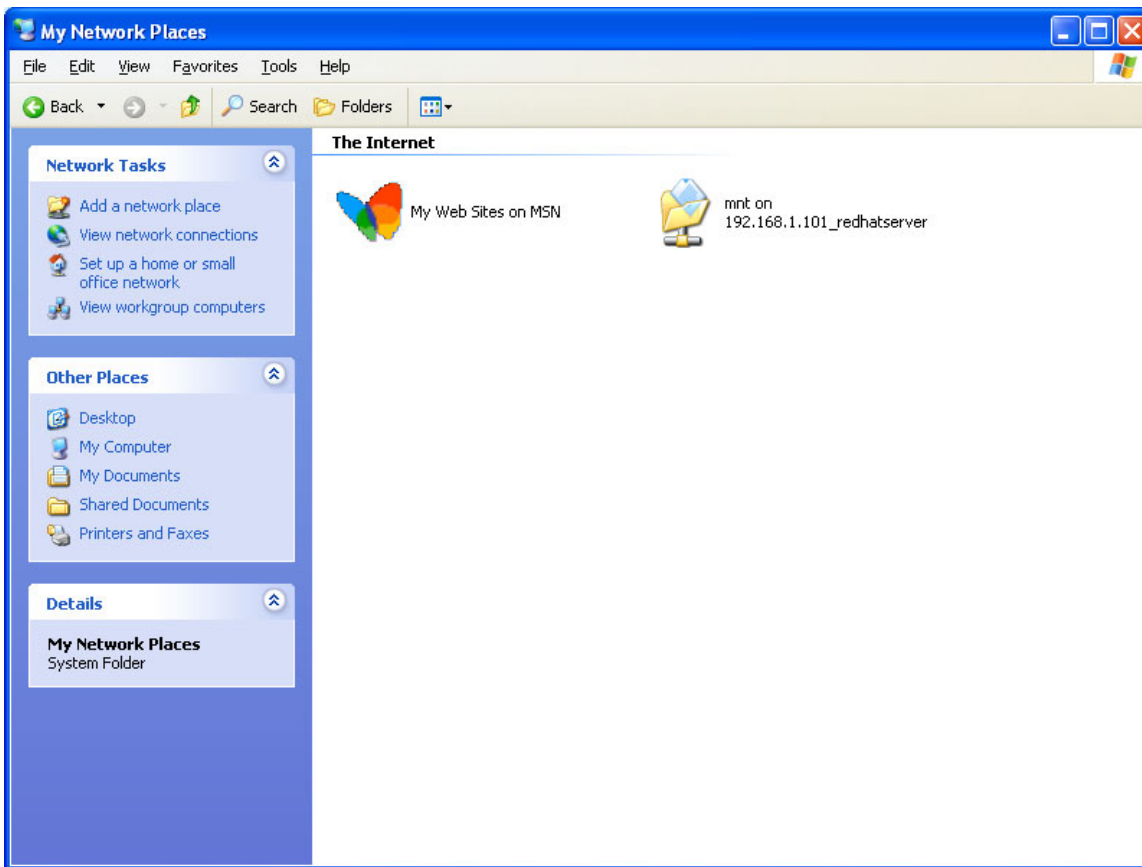 My Network Places
File Edit View Favorites Tools Help
Back Search Folders
Network Tasks
Add a network place
View network connections
Set up a home or small
office network
View workgroup computers
Other Places
Desktop
My Computer
My Documents
Shared Documents
Printers and Faxes
Details
My Network Places
System Folder
The Internet
My Web Sites on MSN
mnt on
192.168.1.101_redhatserver